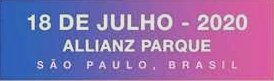 18 DE JULHO - 2020
ALLIANZ PARQUE
SÃO PAULO, BRASIL